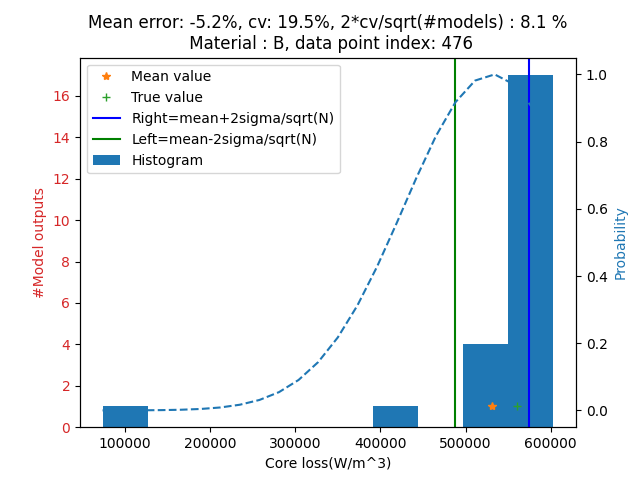 Mean error: -5.2%, cv: 19.5%, 2*cv/sqrt(#models) : 8.1 %
Material : B, data point index: 476
Mean value
True value
Right=mean+2sigma/sqrt(N)
Left=mean-2sigma/sqrt(N)
Histogram
#Model outputs
16
14
12
10
8
6
4
2
0
1.0
0.8
0.6
0.4
0.2
0.0
Probability
100000 200000 300000 400000 500000 600000
Core loss(W/m^3)